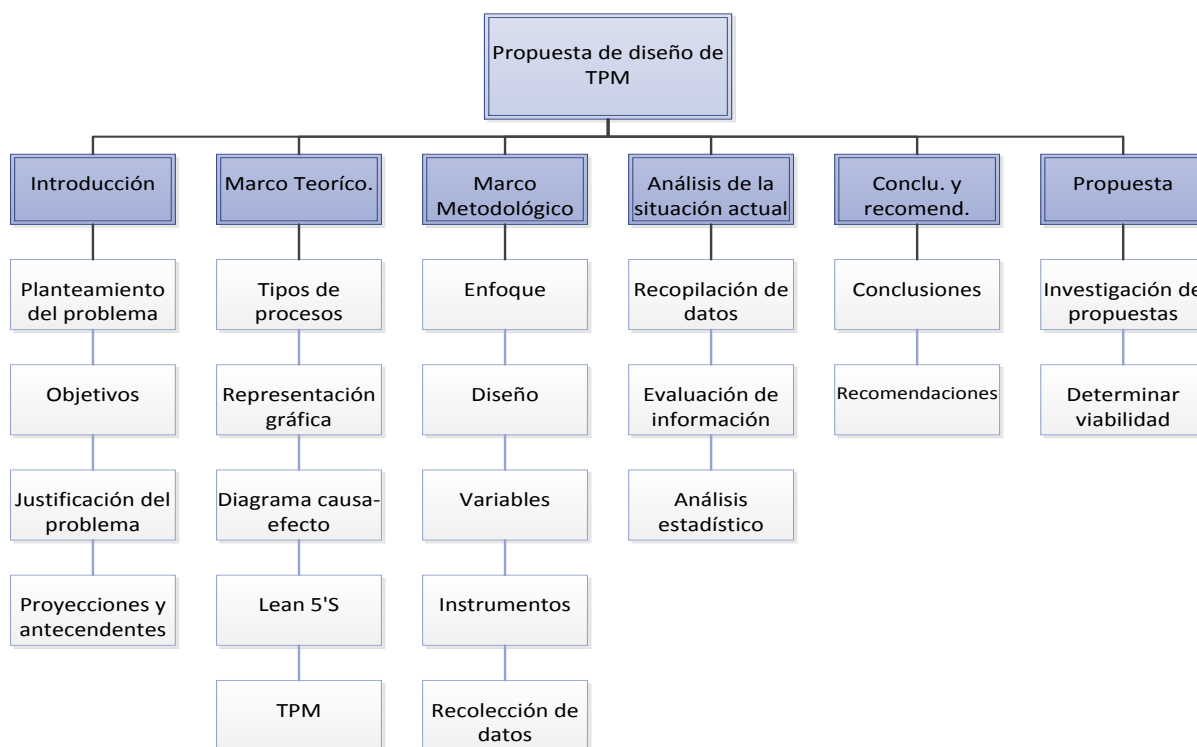 Propuesta de diseño de
TPM
Introducción
Marco Teoríco.
Marco
Metodológico
Análisis de la
situación actual
Conclu. y
recomend.
Propuesta
Planteamiento
del problema
Tipos de
procesos
Enfoque
Recopilación de
datos
Conclusiones
Investigación de
propuestas
Objetivos
Representación
gráfica
Diseño
Evaluación de
información
Recomendaciones
Determinar
viabilidad
Justificación del
problema
Diagrama causa-
efecto
Variables
Análisis
estadístico
Proyecciones y
antecendentes
Lean 5'S
Instrumentos
TPM
Recolección de
datos